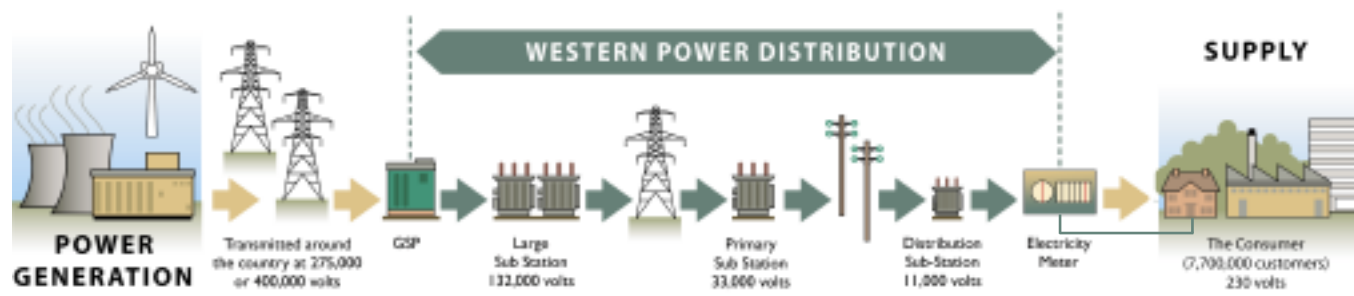 WESTERN POWER DISTRIBUTION
SUPPLY
POWER
GENERATION
Transmitted around
the country at 275,000
or 400,000 volts
GSP
Large
Sub Station
132,000 volts
Primary
Sub Station
33,000 volts
Distribution
Sub-Station
11,000 volts
Electricity
Meter
The Consumer
(7,700,000 customers)
230 volts